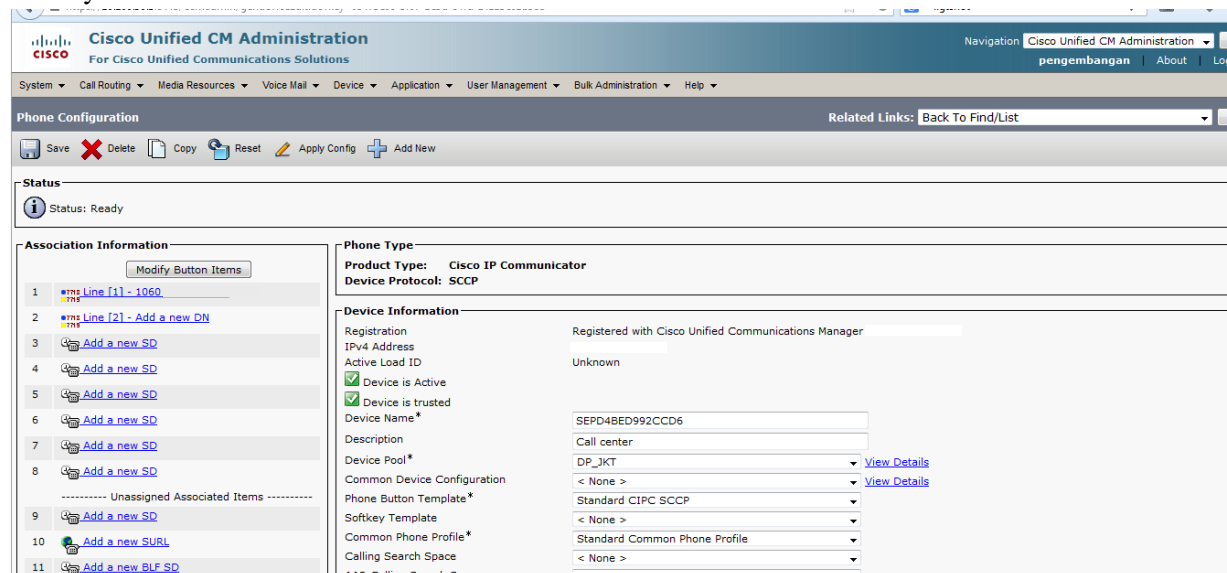 Cisco Unified CM Administration
For Cisco Unified Communications Solutions
CISCO
Navigation Cisco Unified CM Administration
pengembangan | About |
System Call Routing Media Resources Voice Mail Device Application User Management Bulk Administration Help
Phone Configuration
Related Links: Back To Find/List
Save Delete Copy Reset Apply Config Add New
Status
Status: Ready
Association Information
Modify Button Items
1 Line [1] - 1060
2 Line [2] - Add a new DN
3 Add a new SD
4 Add a new SD
5 Add a new SD
6 Add a new SD
7 Add a new SD
8 Add a new SD
---------- Unassigned Associated Items ----------
9 Add a new SD
10 Add a new SURL
11 Add a new BLF SD
Phone Type
Product Type: Cisco IP Communicator
Device Protocol: SCCP
Device Information
Registration Registered with Cisco Unified Communications Manager
IPv4 Address
Active Load ID Unknown
Device is Active
Device is trusted
Device Name* SEPD4BED992CCD6
Description Call center
Device Pool* DP_JKT View Details
Common Device Configuration < None > View Details
Phone Button Template* Standard CIPC SCCP
Softkey Template < None >
Common Phone Profile* Standard Common Phone Profile
Calling Search Space < None >